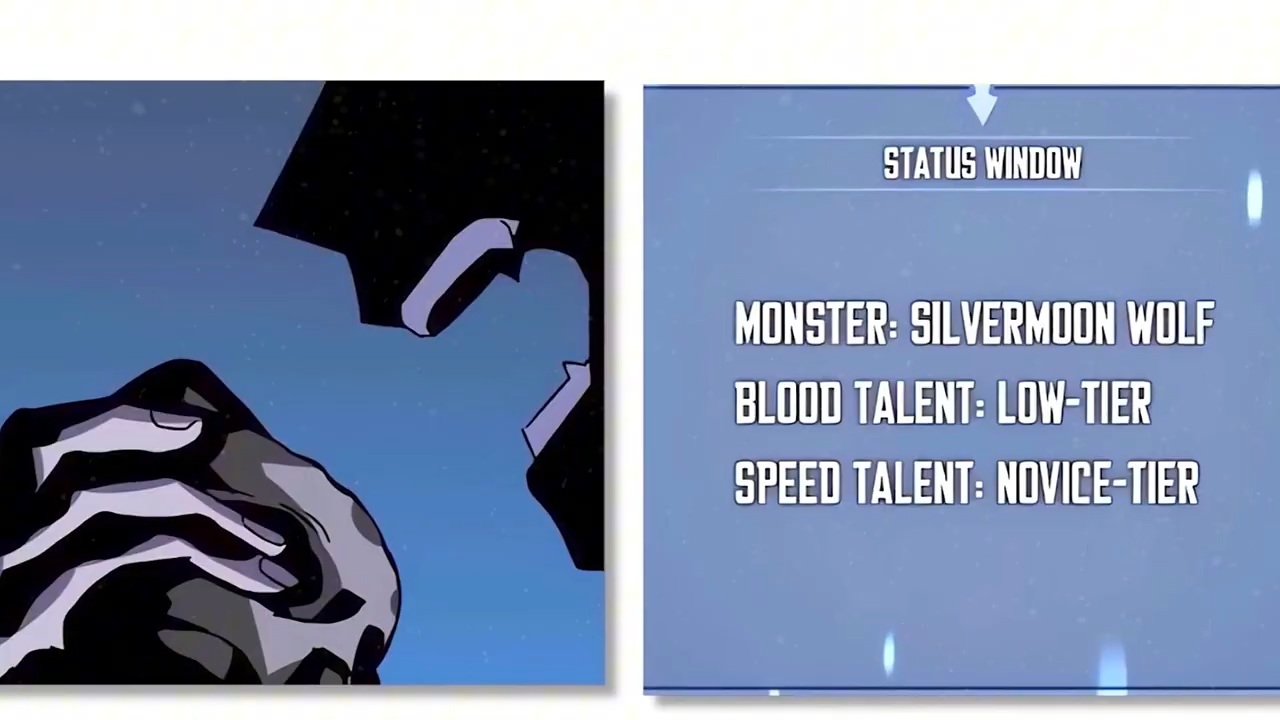 STATUS WINDOW
MONSTER: SILVERMOON WOLF
BLOOD TALENT: LOW-TIER
SPEED TALENT: NOVICE-TIER